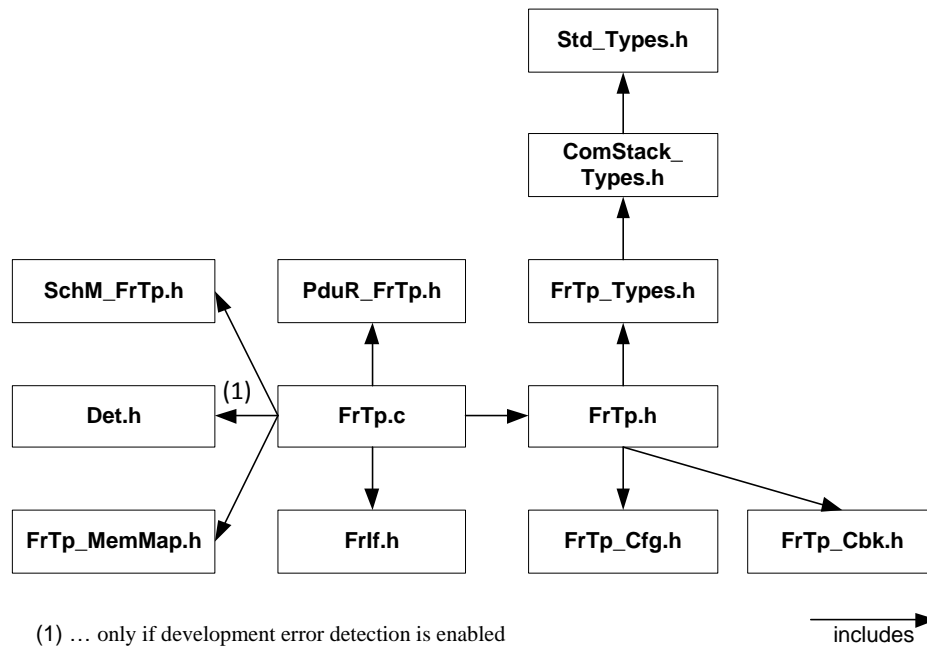 Std_Types.h
ComStack_
Types.h
SchM_FrTp.h
PduR_FrTp.h
FrTp_Types.h
(1)
Det.h
FrTp.c
FrTp.h
FrTp_MemMap.h
FrIf.h
FrTp_Cfg.h
FrTp_Cbk.h
(1) … only if development error detection is enabled
includes